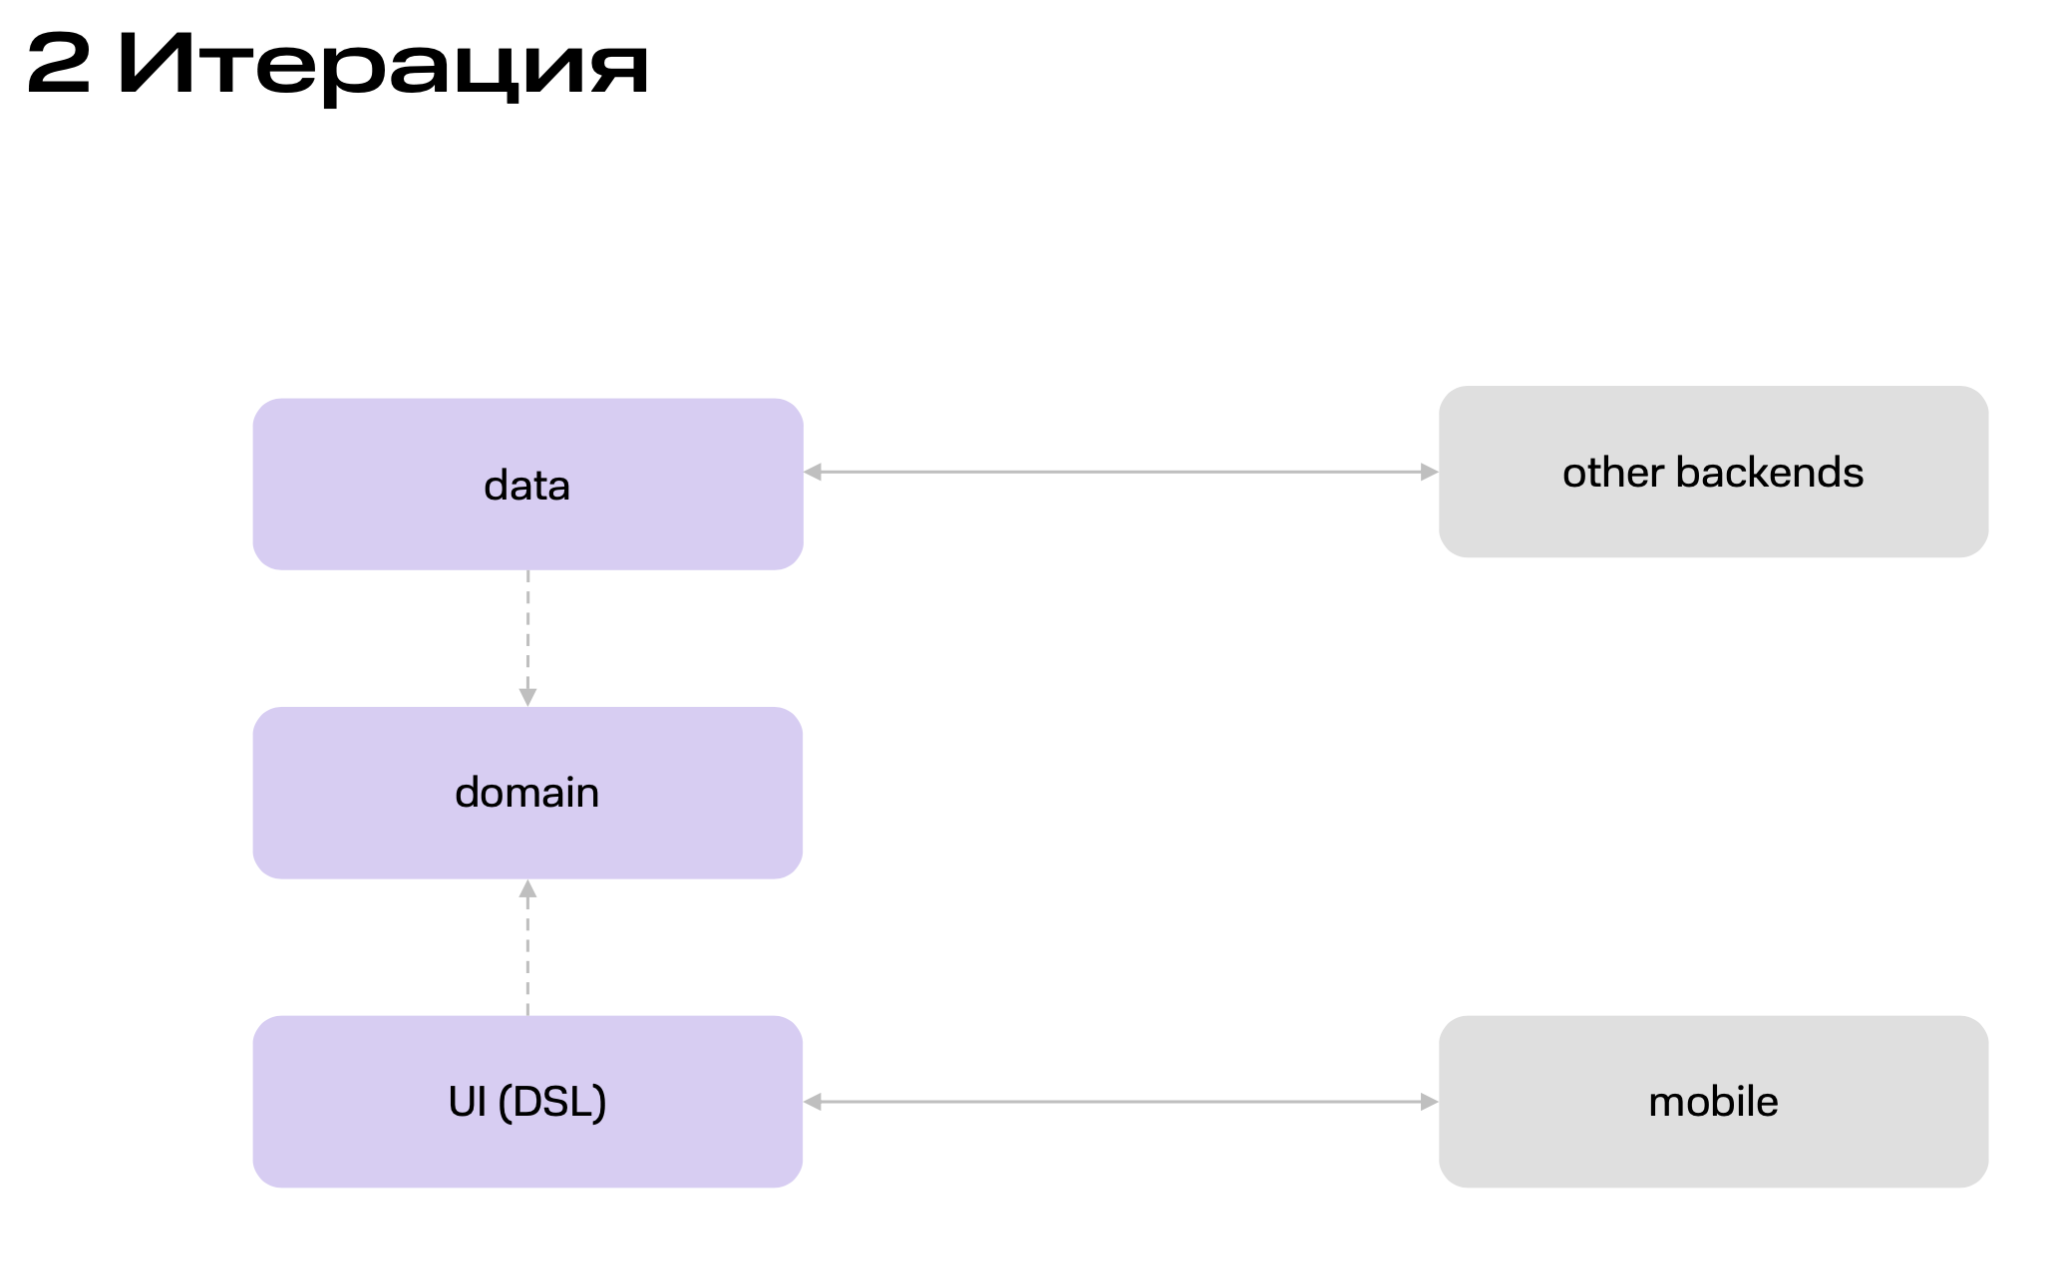 2 Итерация
data
other backends
domain
UI (DSL)
mobile